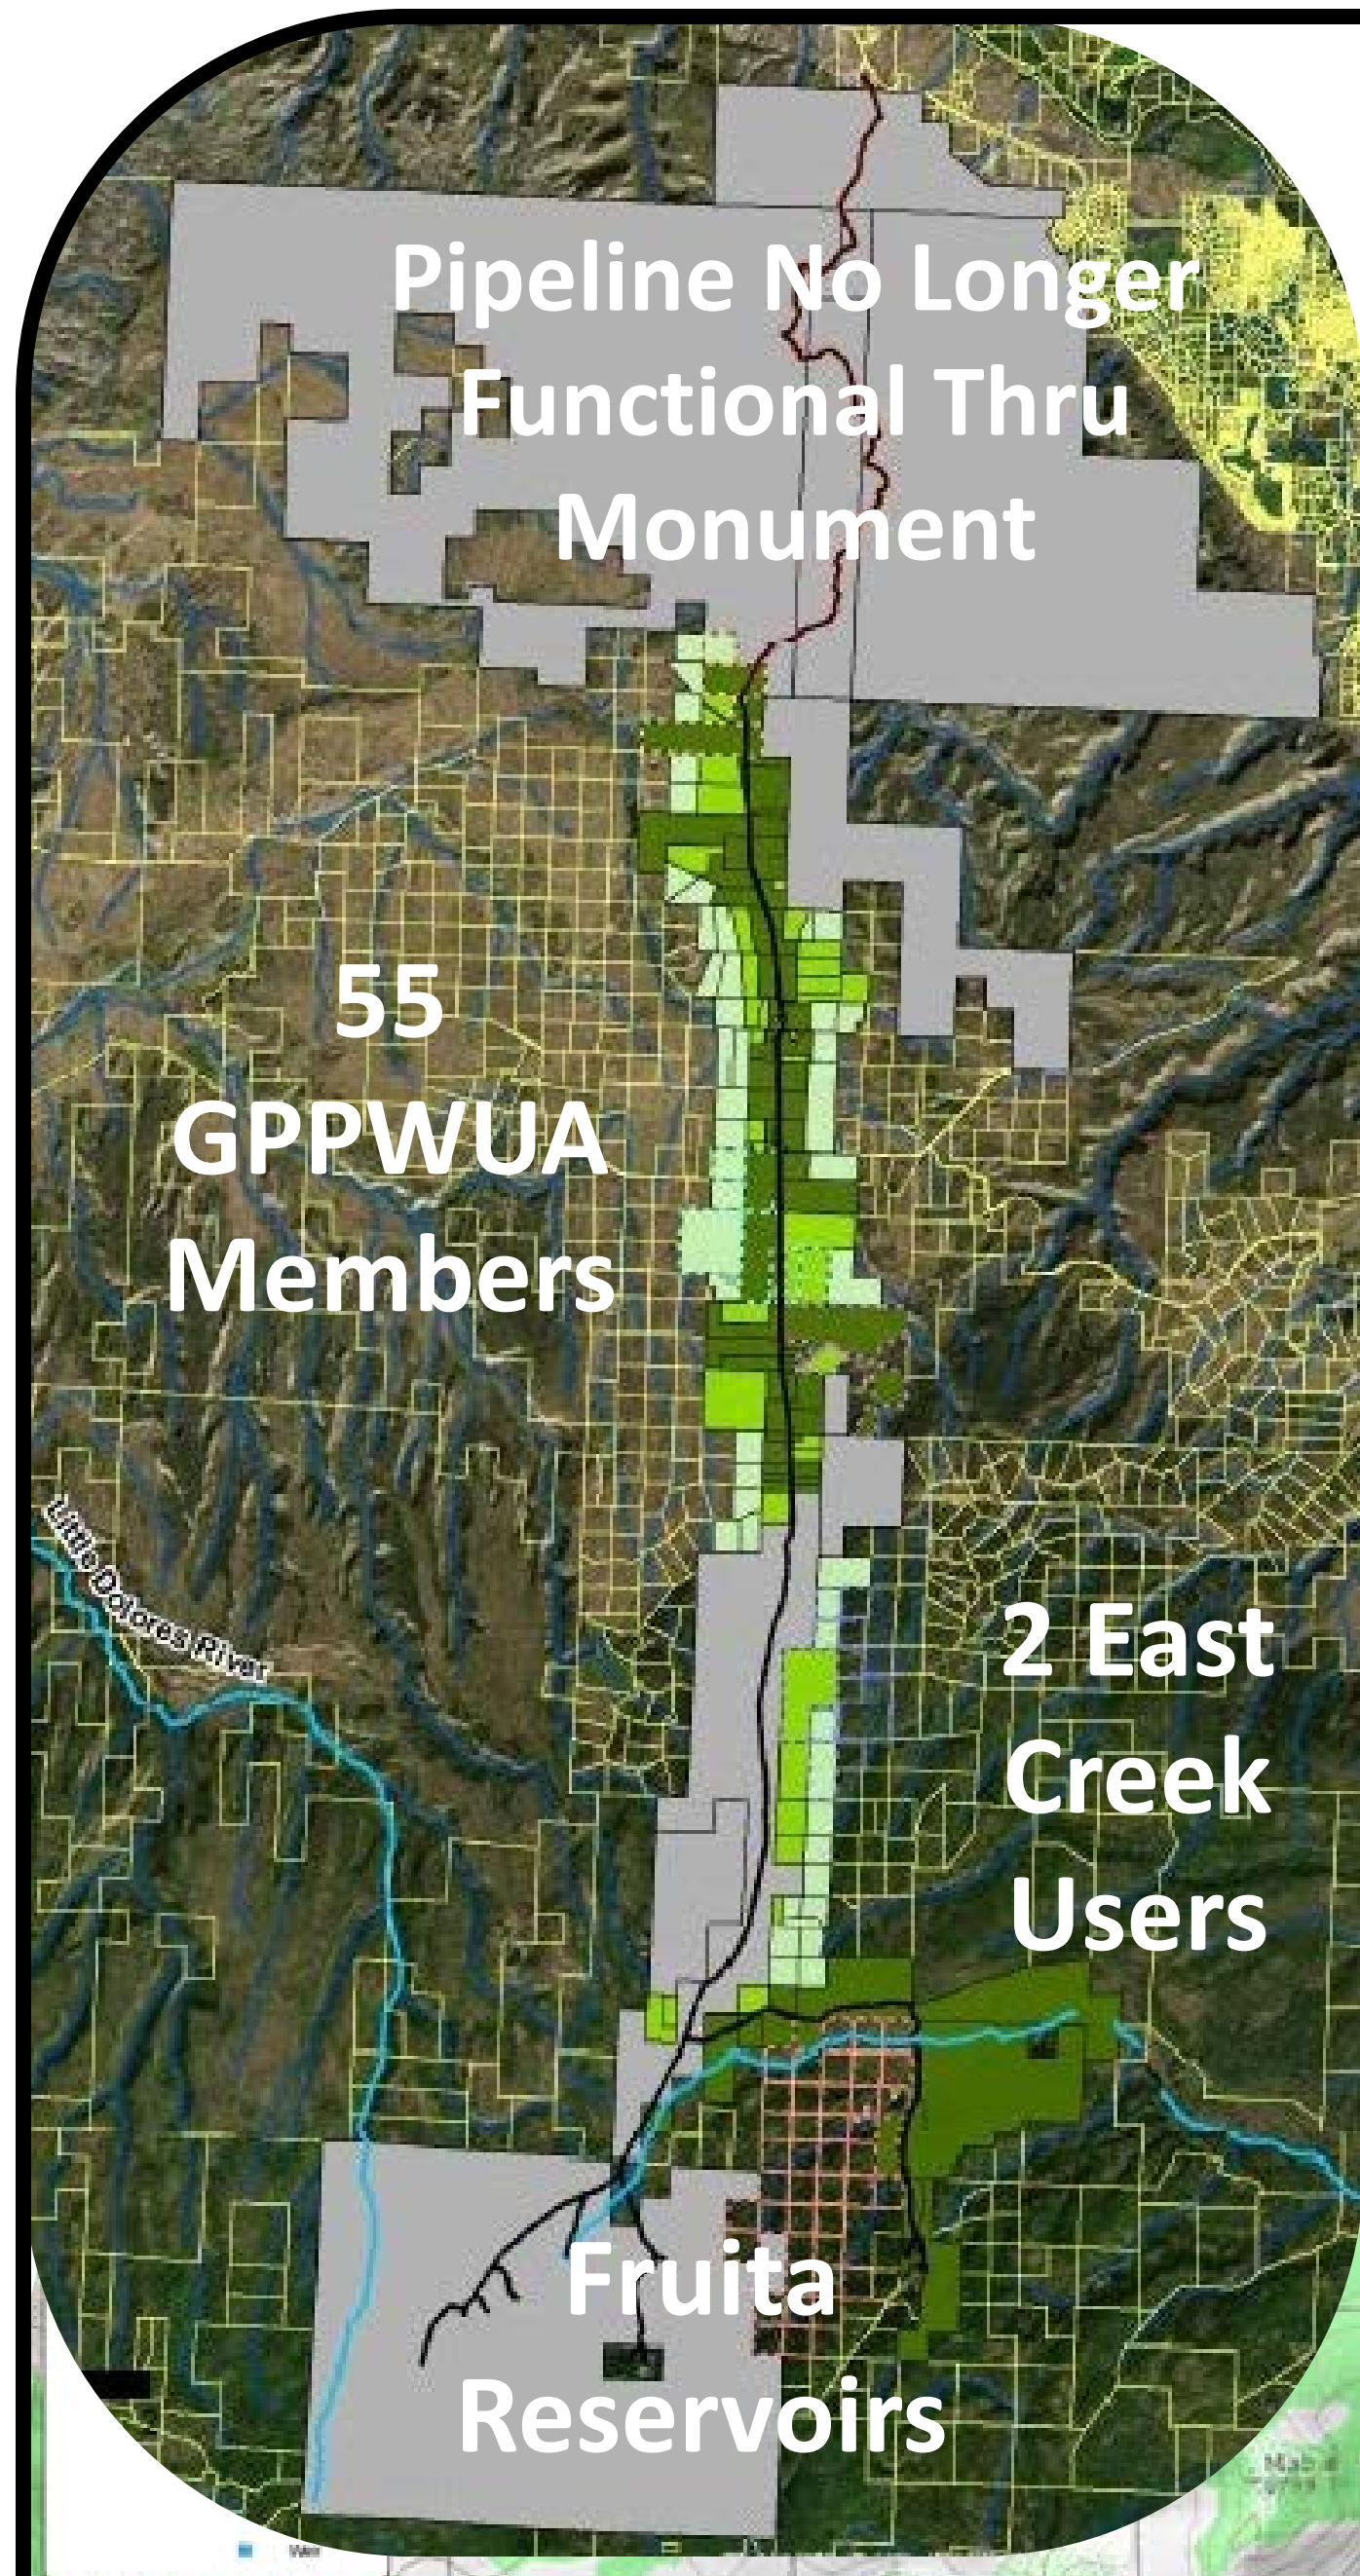 Pipeline No Longer
Functional Thru
Monument
55
GPPWUA
Members
Little Dolores River
2 East
Creek
Users
Fruita
Reservoirs